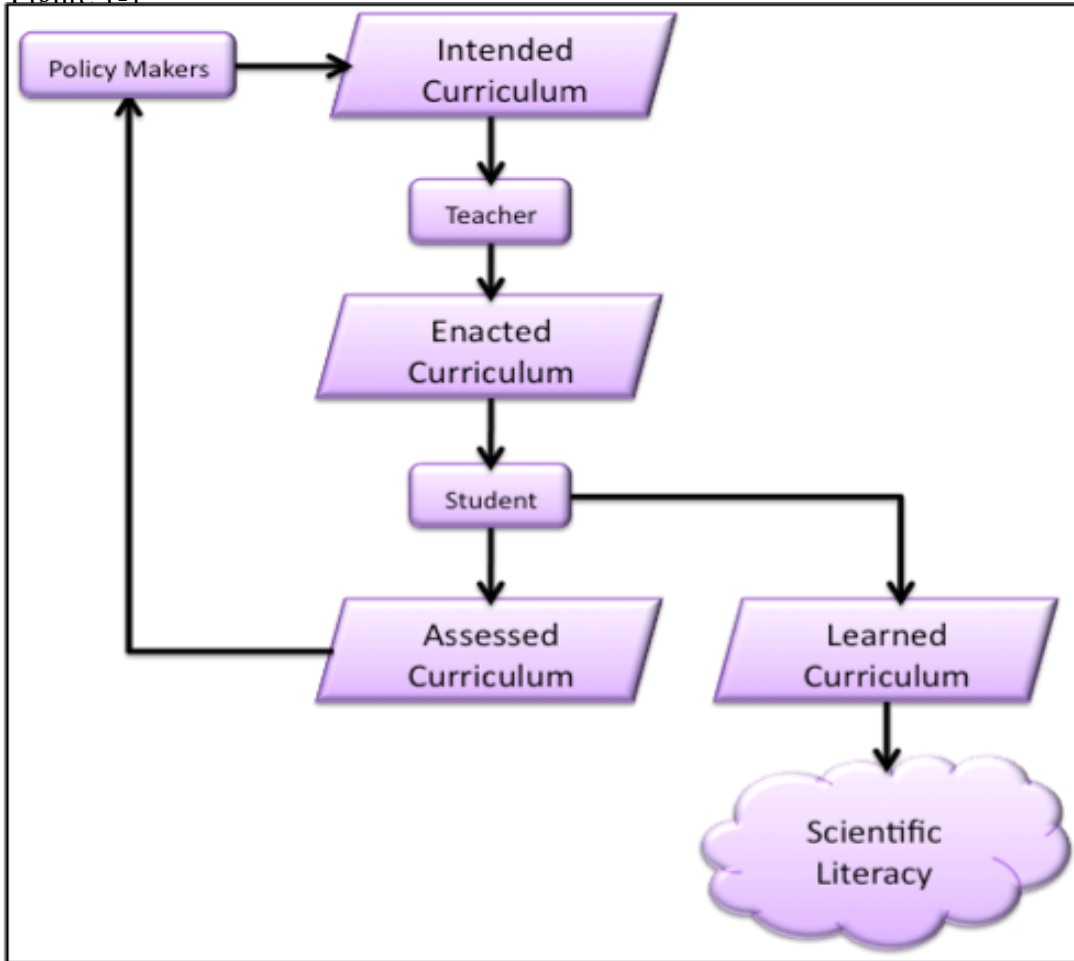 Policy Makers
Intended
Curriculum
Teacher
Enacted
Curriculum
Student
Assessed
Curriculum
Learned
Curriculum
Scientific
Literacy